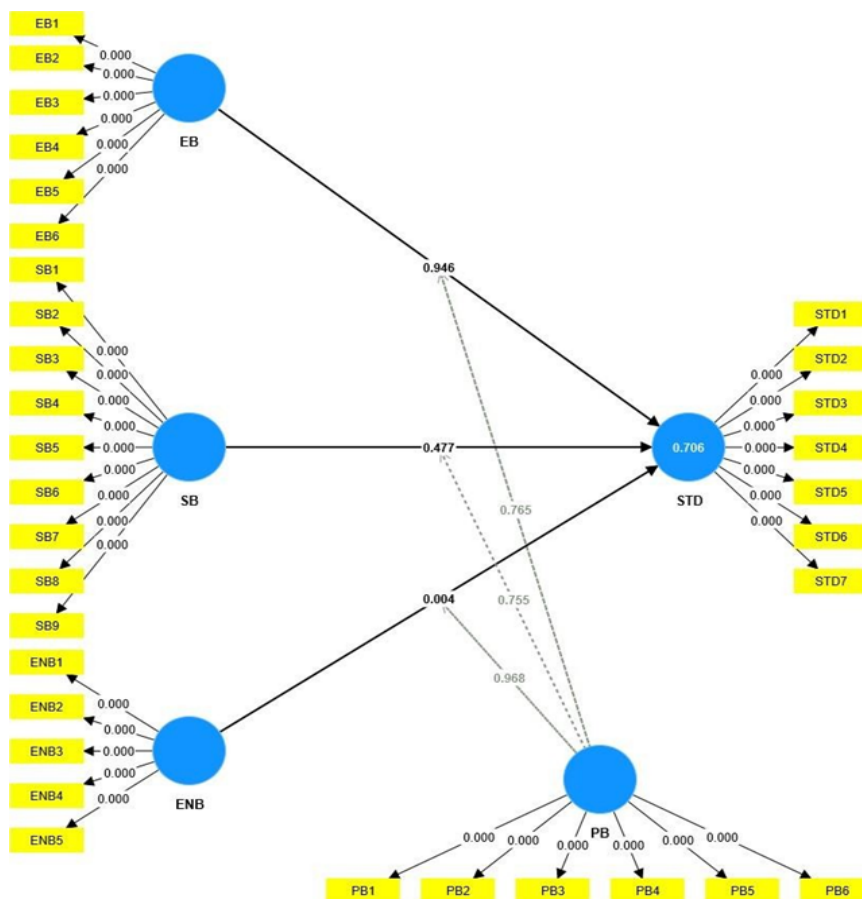 EB1
0.000
EB2
0.000
EB3
0.000
EB4
0.000
EB5
0.000
EB6
0.000
EB
SB1
0.000
SB2
0.000
SB3
0.000
SB4
0.000
SB5
0.000
SB6
0.000
SB7
0.000
SB8
0.000
SB9
0.000
SB
ENB1
0.000
ENB2
0.000
ENB3
0.000
ENB4
0.000
ENB5
0.000
ENB
0.946
0.477
0.004
0.765
0.755
0.968
0.706
STD
STD1
0.000
STD2
0.000
STD3
0.000
STD4
0.000
STD5
0.000
STD6
0.000
STD7
0.000
PB
0.000
0.000
0.000
0.000
0.000
0.000
PB1
PB2
PB3
PB4
PB5
PB6